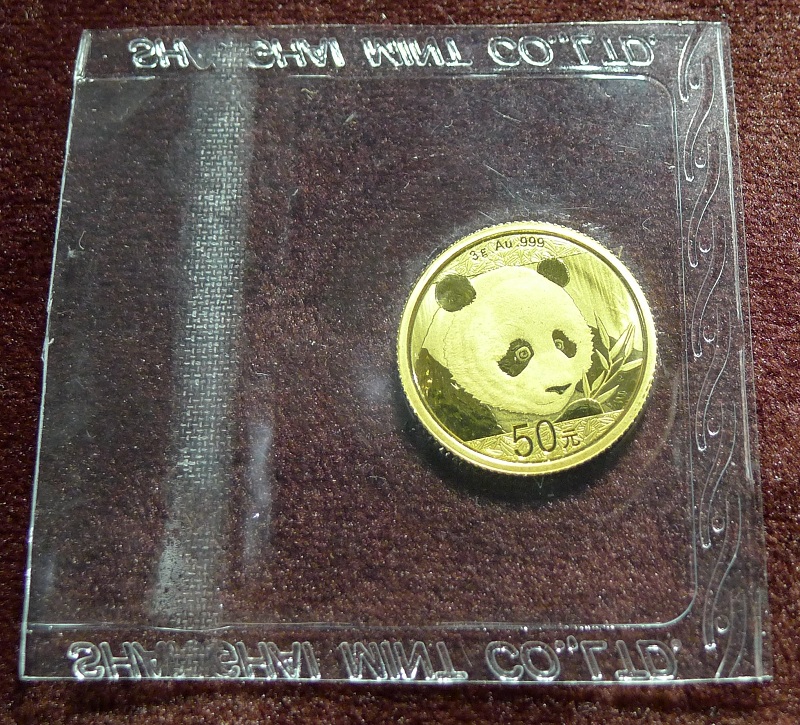 SHANGHAI MINT CO.,LTD.
3g Au .999
50元
SHANGHAI MINT CO.,LTD.